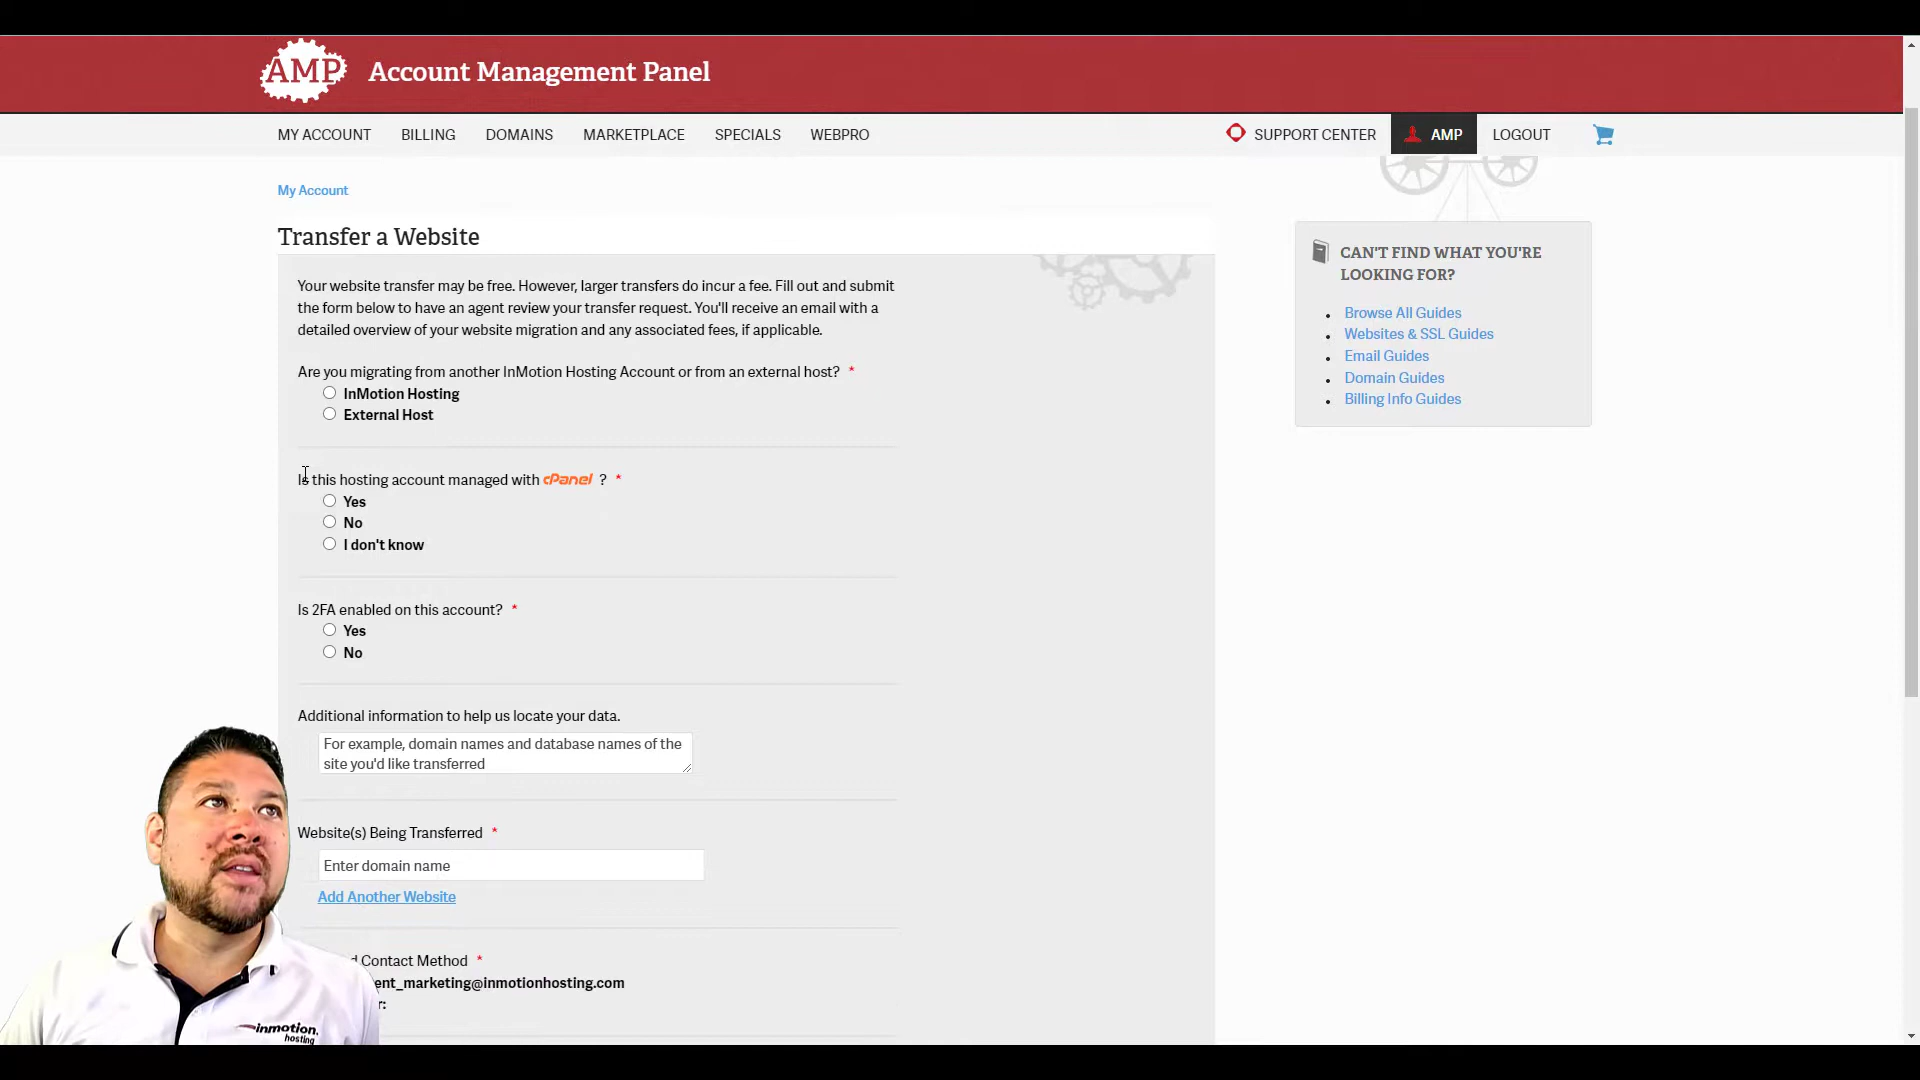 AMP Account Management Panel
MY ACCOUNT BILLING DOMAINS MARKETPLACE SPECIALS WEBPRO SUPPORT CENTER AMP LOGOUT
My Account
Transfer a Website
Your website transfer may be free. However, larger transfers do incur a fee. Fill out and submit
the form below to have an agent review your transfer request. You'll receive an email with a
detailed overview of your website migration and any associated fees, if applicable.
Are you migrating from another InMotion Hosting Account or from an external host? *
InMotion Hosting
External Host
Is this hosting account managed with cPanel ? *
Yes
No
I don't know
Is 2FA enabled on this account? *
Yes
No
Additional information to help us locate your data.
For example, domain names and database names of the
site you'd like transferred
Website(s) Being Transferred *
Enter domain name
Add Another Website
d Contact Method *
ent_marketing@inmotionhosting.com
r:
CAN'T FIND WHAT YOU'RE
LOOKING FOR?
Browse All Guides
Websites & SSL Guides
Email Guides
Domain Guides
Billing Info Guides
inmotion
hosting